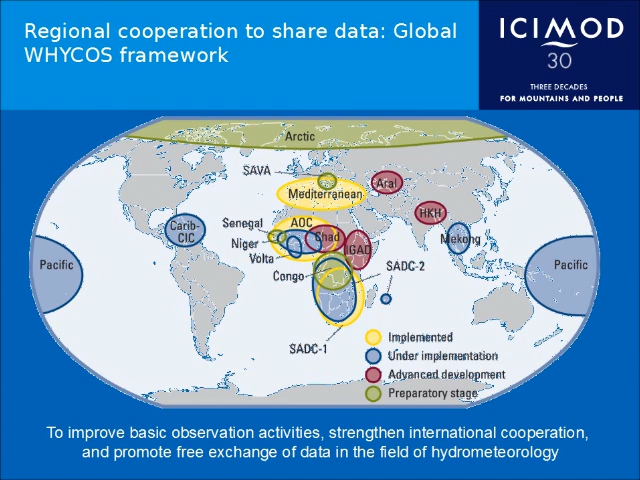 Regional cooperation to share data: Global
WHYCOS framework
ICIMOD
30
THREE DECADES
FOR MOUNTAINS AND PEOPLE
Arctic
SAVA
Mediterranean
Aral
HKH
Carib-
CIC
Senegal
AOC
Niger
Chad
IGAD
Mekong
Volta
Pacific
Pacific
Congo
SADC-2
SADC-1
Implemented
Under implementation
Advanced development
Preparatory stage
To improve basic observation activities, strengthen international cooperation,
and promote free exchange of data in the field of hydrometeorology